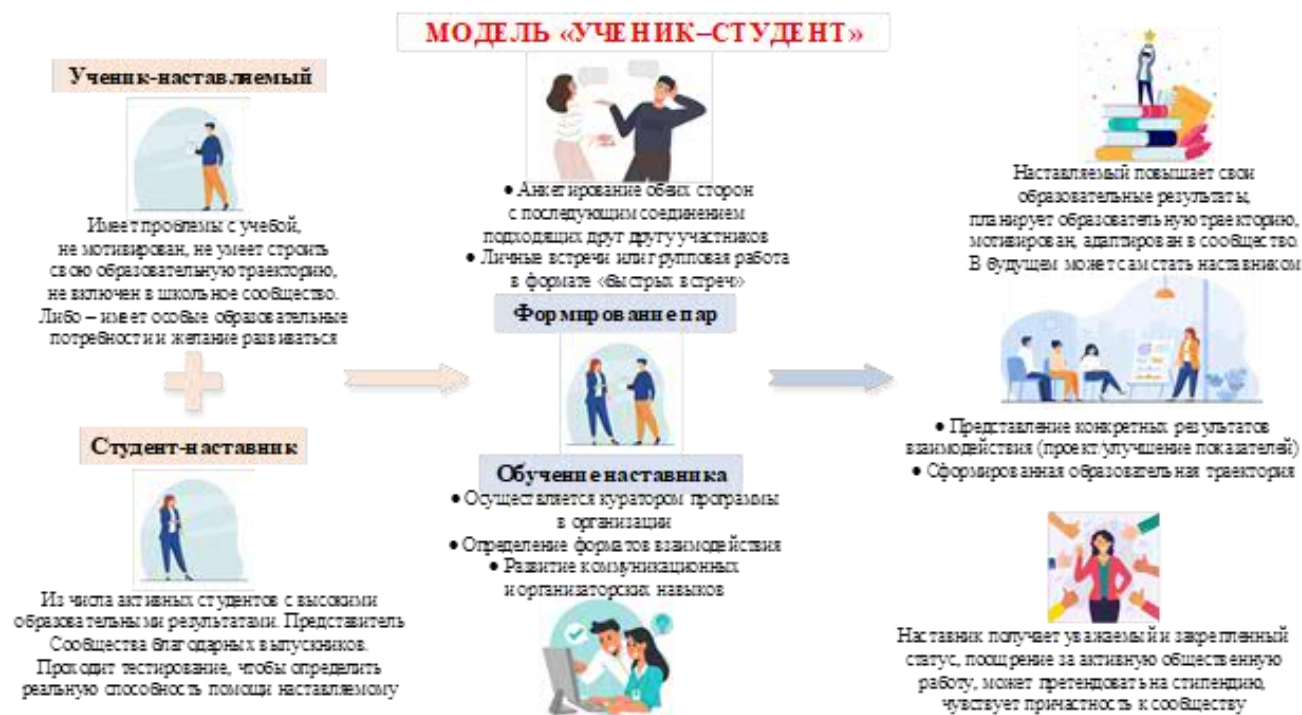 МОДЕЛЬ «УЧЕНИК–СТУДЕНТ»
Ученик-наставляемый
Имеет проблемы с учебой,
не мотивирован, не умеет строить
свою образовательную траекторию,
не включен в школьное сообщество.
Либо – имеет особые образовательные
потребности и желание развиваться
Студент-наставник
Из числа активных студентов с высокими
образовательными результатами. Представитель
Сообщества благодарных выпускников.
Проходит тестирование, чтобы определить
реальную способность помощи наставляемому
● Анкетирование обеих сторон
с последующим соединением
подходящих друг другу участников
● Личные встречи или групповая работа
в формате «быстрых встреч»
Формирование пар
Обучение наставника
● Осуществляется куратором программы
в организации
● Определение форматов взаимодействия
● Развитие коммуникационных
и организаторских навыков
Наставляемый повышает свои
образовательные результаты,
планирует образовательную траекторию,
мотивирован, адаптирован в сообщество.
В будущем может сам стать наставником
● Представление конкретных результатов
взаимодействия (проект/улучшение показателей)
● Сформированная образовательная траектория
Наставник получает уважаемый и закрепленный
статус, поощрение за активную общественную
работу, может претендовать на стипендию,
чувствует причастность к сообществу